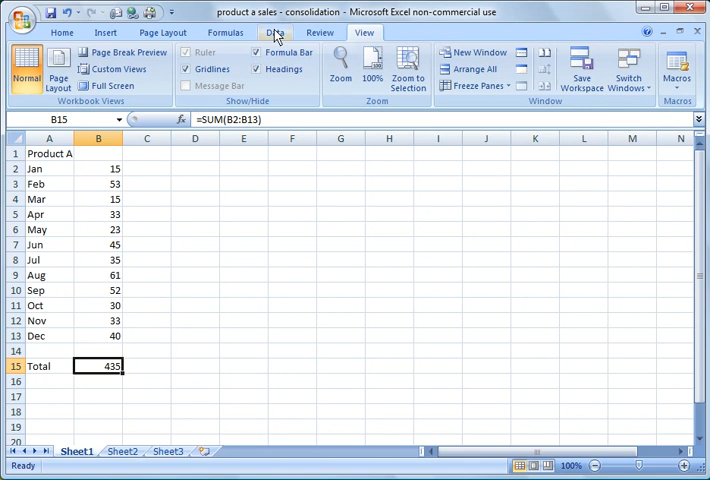 product a sales - consolidation - Microsoft Excel non-commercial use
Home Insert Page Layout Formulas Data Review View
Normal Page Layout Page Break Preview Custom Views Full Screen
Workbook Views
Ruler Formula Bar
Gridlines Headings
Message Bar
Show/Hide
Zoom 100% Zoom to Selection
Zoom
New Window
Arrange All
Freeze Panes
Save Workspace Switch Windows
Window
Macros
Macros
B15 fx =SUM(B2:B13)
A B C D E F G H I J K L M N
1 Product A
2 Jan 15
3 Feb 53
4 Mar 15
5 Apr 33
6 May 23
7 Jun 45
8 Jul 35
9 Aug 61
10 Sep 52
11 Oct 30
12 Nov 33
13 Dec 40
14
15 Total 435
16
17
18
19
20
Sheet1 Sheet2 Sheet3
Ready 100%